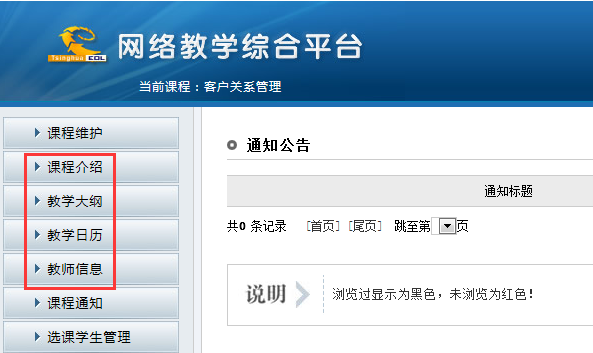 网络教学综合平台
Tsinghua EOL
当前课程：客户关系管理
课程维护
课程介绍
教学大纲
教学日历
教师信息
课程通知
选课学生管理
通知公告
通知标题
共0 条记录 [首页] [尾页] 跳至第 页
说明
浏览过显示为黑色，未浏览为红色！